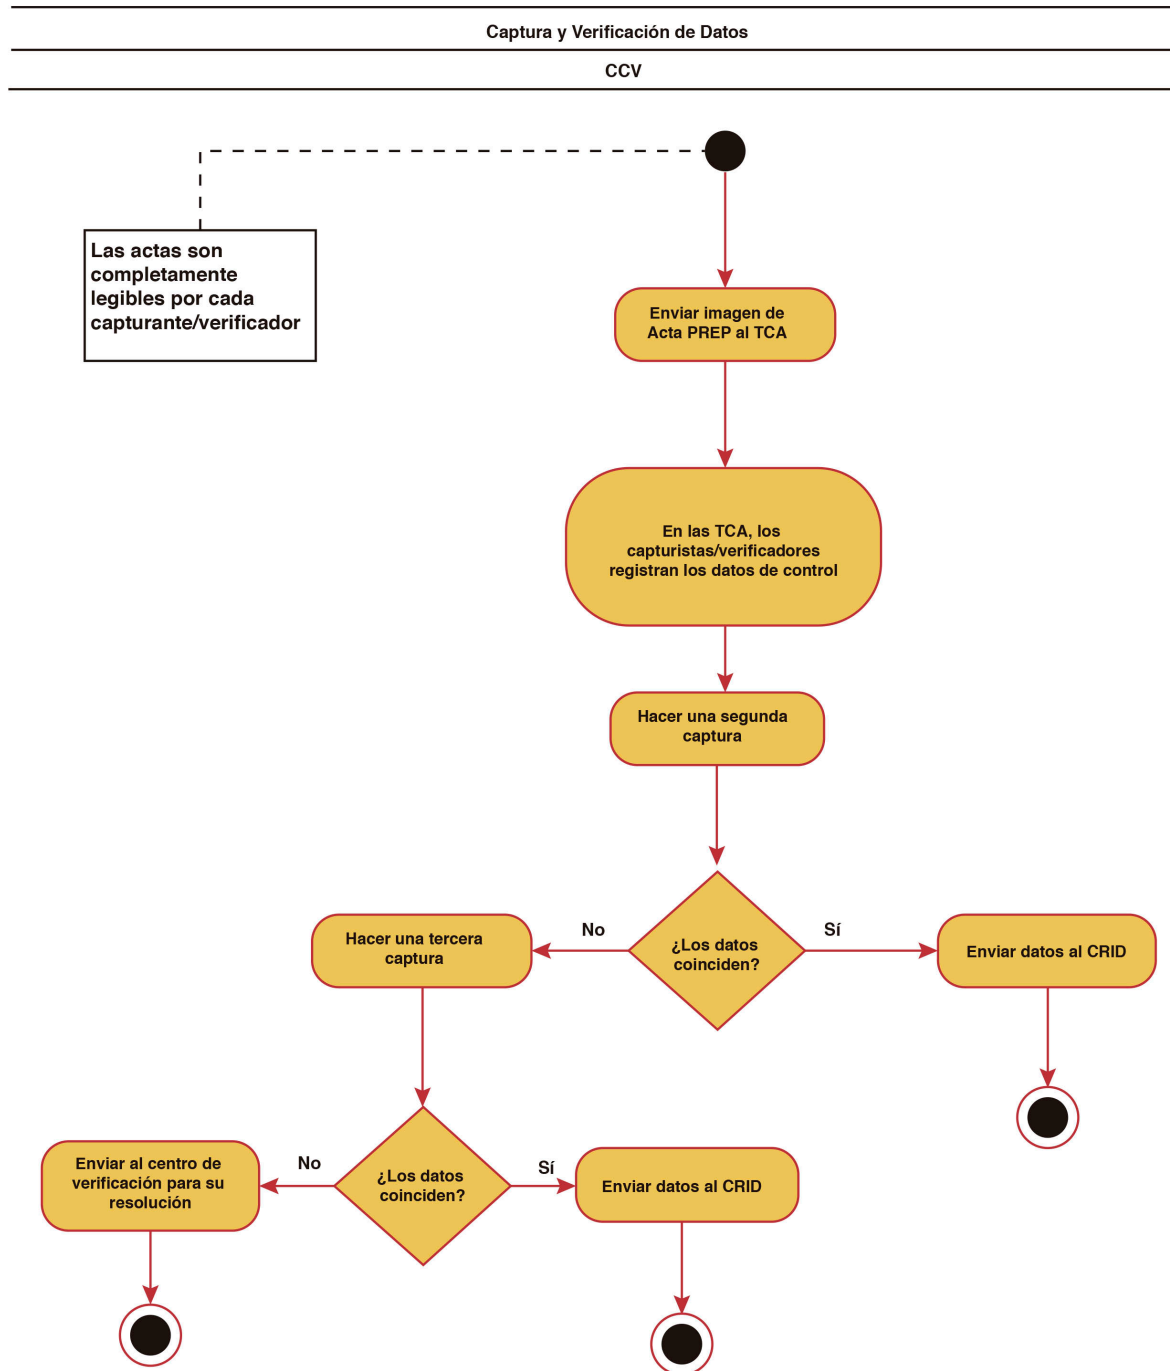 Captura y Verificación de Datos
CCV
Las actas son
completamente
legibles por cada
capturante/verificador
Enviar imagen de
Acta PREP al TCA
En las TCA, los
capturistas/verificadores
registran los datos de control
Hacer una segunda
captura
¿Los datos
coinciden?
No
Sí
Hacer una tercera
captura
Enviar datos al CRID
¿Los datos
coinciden?
No
Sí
Enviar al centro de
verificación para su
resolución
Enviar datos al CRID